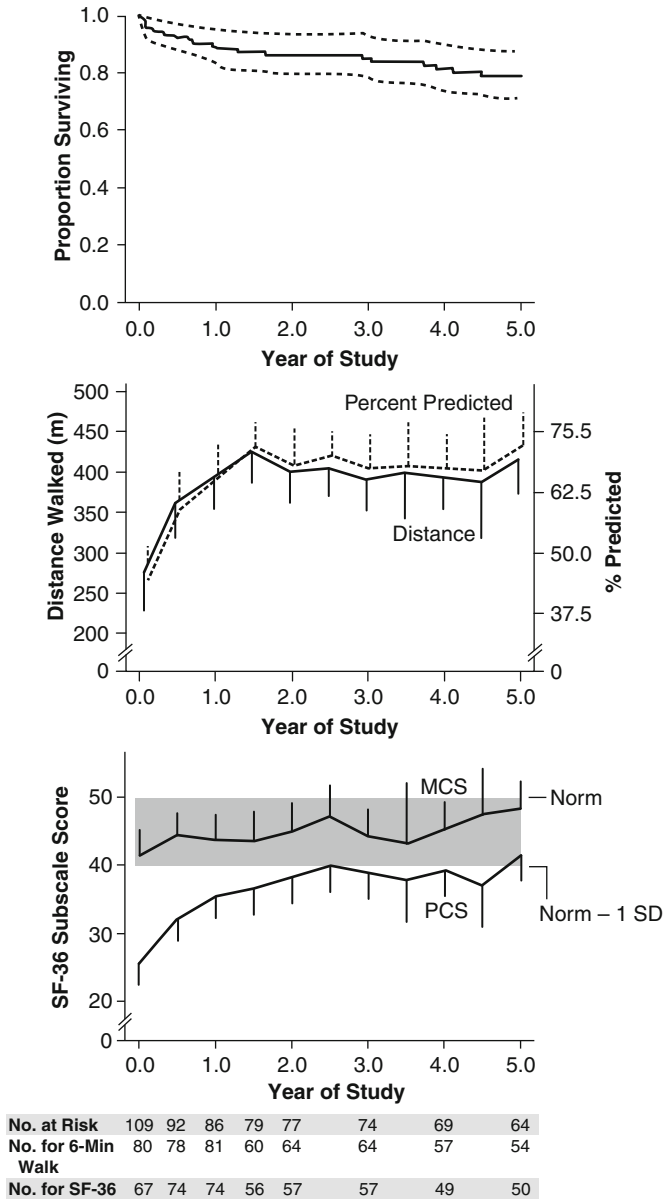 1.0
0.8
0.6
0.4
0.2
0.0
Proportion Surviving
0.0 1.0 2.0 3.0 4.0 5.0
Year of Study
500
450
400
350
300
250
200
0
Distance Walked (m)
Percent Predicted
Distance
75.5
62.5
50.0
37.5
0
% Predicted
0.0 1.0 2.0 3.0 4.0 5.0
Year of Study
50
40
30
20
0
SF-36 Subscale Score
MCS
PCS
Norm
Norm – 1 SD
0.0 1.0 2.0 3.0 4.0 5.0
Year of Study
No. at Risk 109 92 86 79 77 74 69 64
No. for 6-Min 80 78 81 60 64 64 57 54
Walk
No. for SF-36 67 74 74 56 57 57 49 50